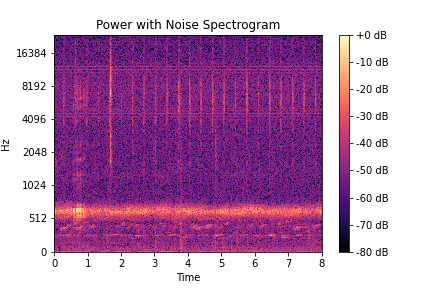 Power with Noise Spectrogram
+0 dB
16384
-10 dB
8192
-20 dB
4096
-30 dB
Hz
2048
-40 dB
1024
-50 dB
512
-60 dB
0
-70 dB
-80 dB
0 1 2 3 4 5 6 7 8
Time